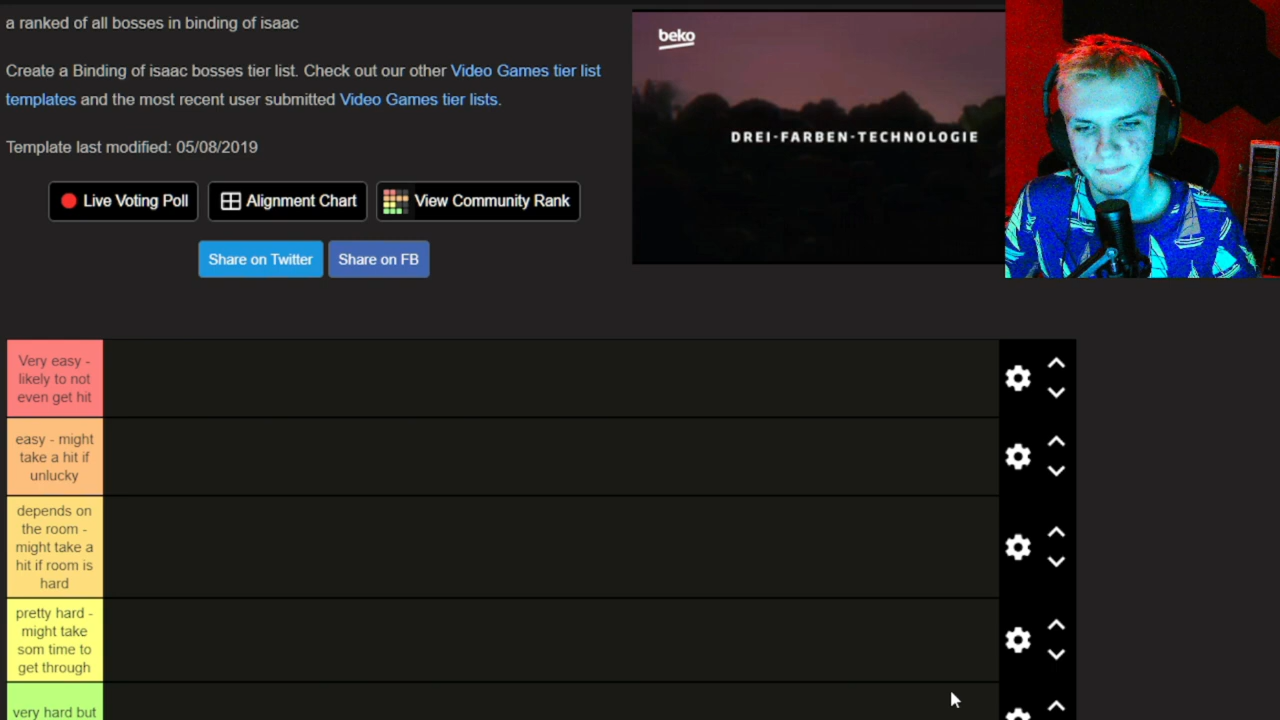 a ranked of all bosses in binding of isaac
Create a Binding of isaac bosses tier list. Check out our other Video Games tier list
templates and the most recent user submitted Video Games tier lists.
Template last modified: 05/08/2019
Live Voting Poll
Alignment Chart
View Community Rank
Share on Twitter
Share on FB
beko
DREI-FARBEN-TECHNOLOGIE
Very easy -
likely to not
even get hit
easy - might
take a hit if
unlucky
depends on
the room -
might take a
hit if room is
hard
pretty hard -
might take
som time to
get through
very hard but